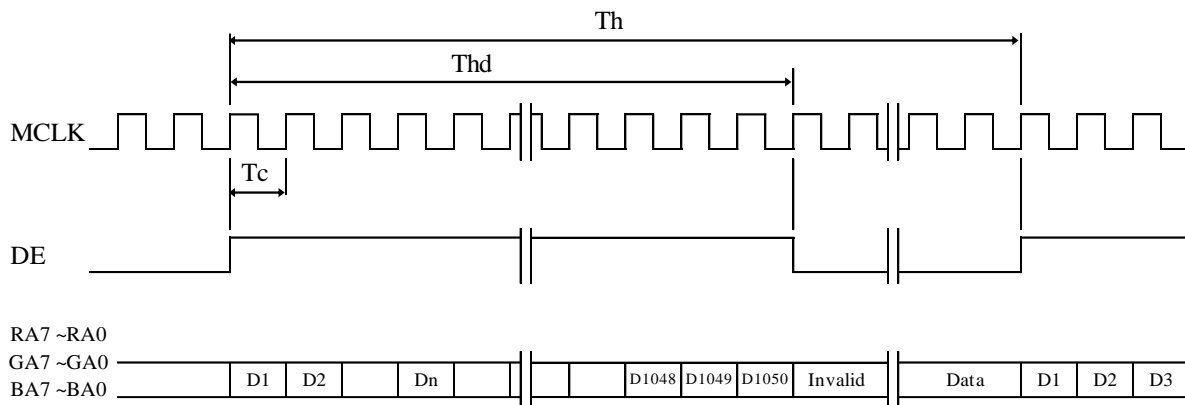 Th
Thd
MCLK
Tc
DE
RA7 ~RA0
GA7 ~GA0
BA7 ~BA0
D1 D2 Dn D1048 D1049 D1050 Invalid Data D1 D2 D3